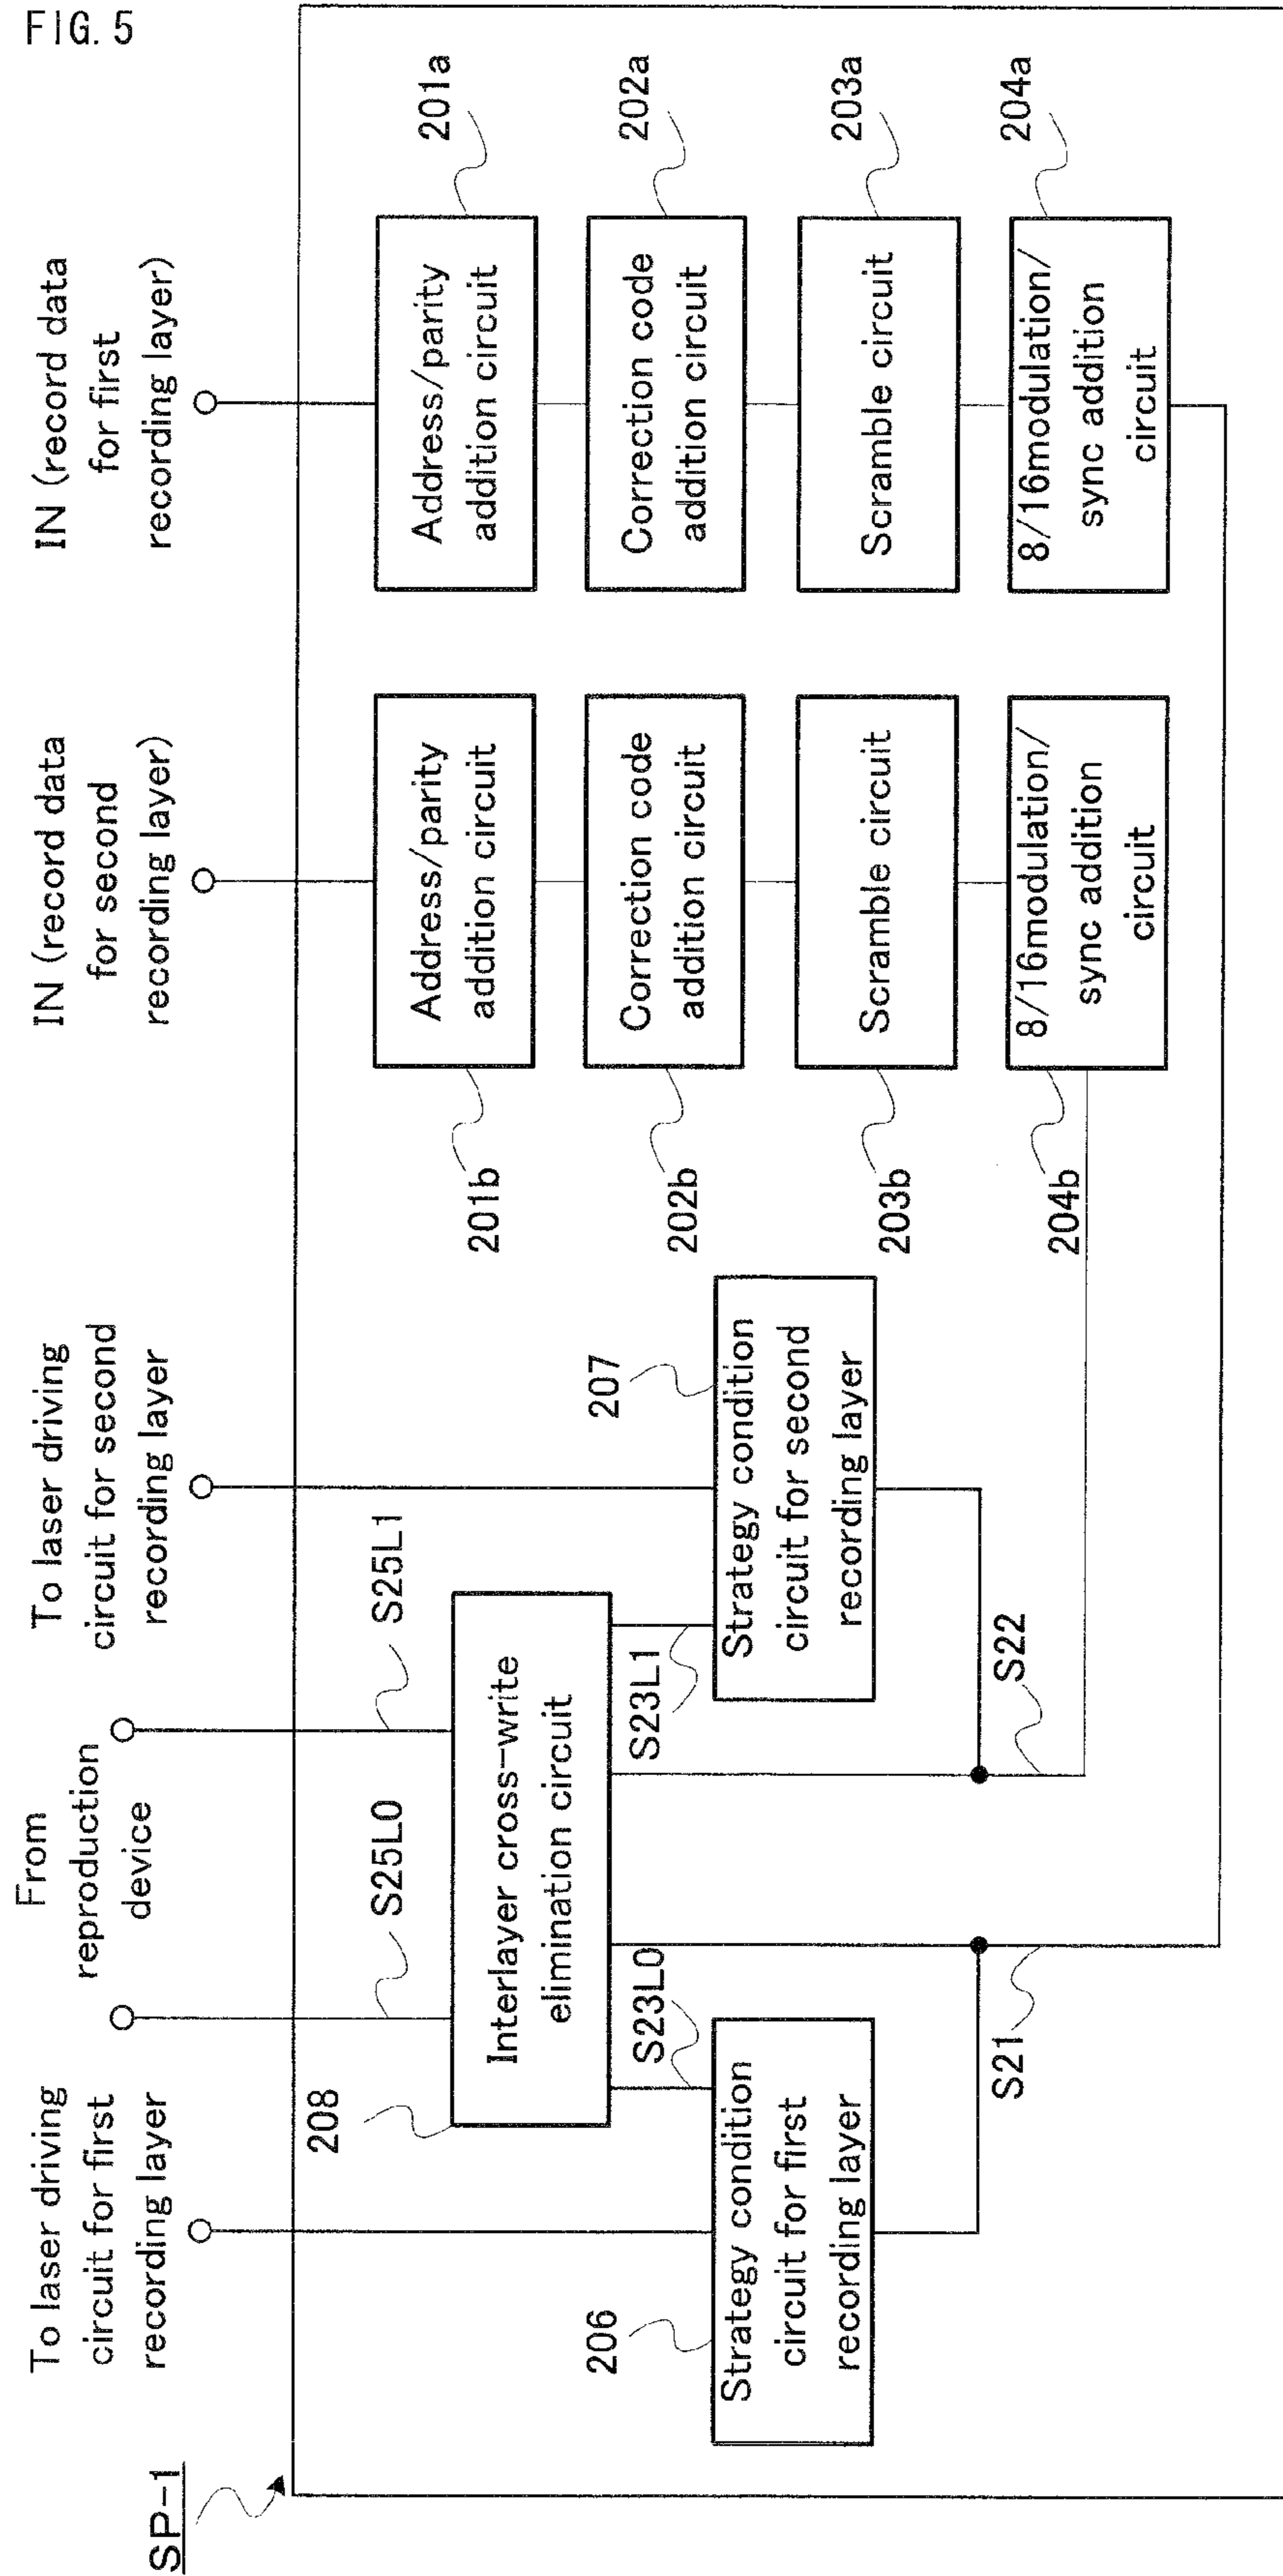 FIG. 5
SP-1
To laser driving
circuit for first
recording layer
From
reproduction
device
To laser driving
circuit for second
recording layer
IN (record data
for second
recording layer)
IN (record data
for first
recording layer)
S25L0
S25L1
208
Interlayer cross-write
elimination circuit
S23L0
S23L1
206
Strategy condition
circuit for first
recording layer
207
Strategy condition
circuit for second
recording layer
S21
S22
201b
Address/parity
addition circuit
202b
Correction code
addition circuit
203b
Scramble circuit
204b
8/16modulation/
sync addition
circuit
Address/parity
addition circuit
201a
Correction code
addition circuit
202a
Scramble circuit
203a
8/16modulation/
sync addition
circuit
204a